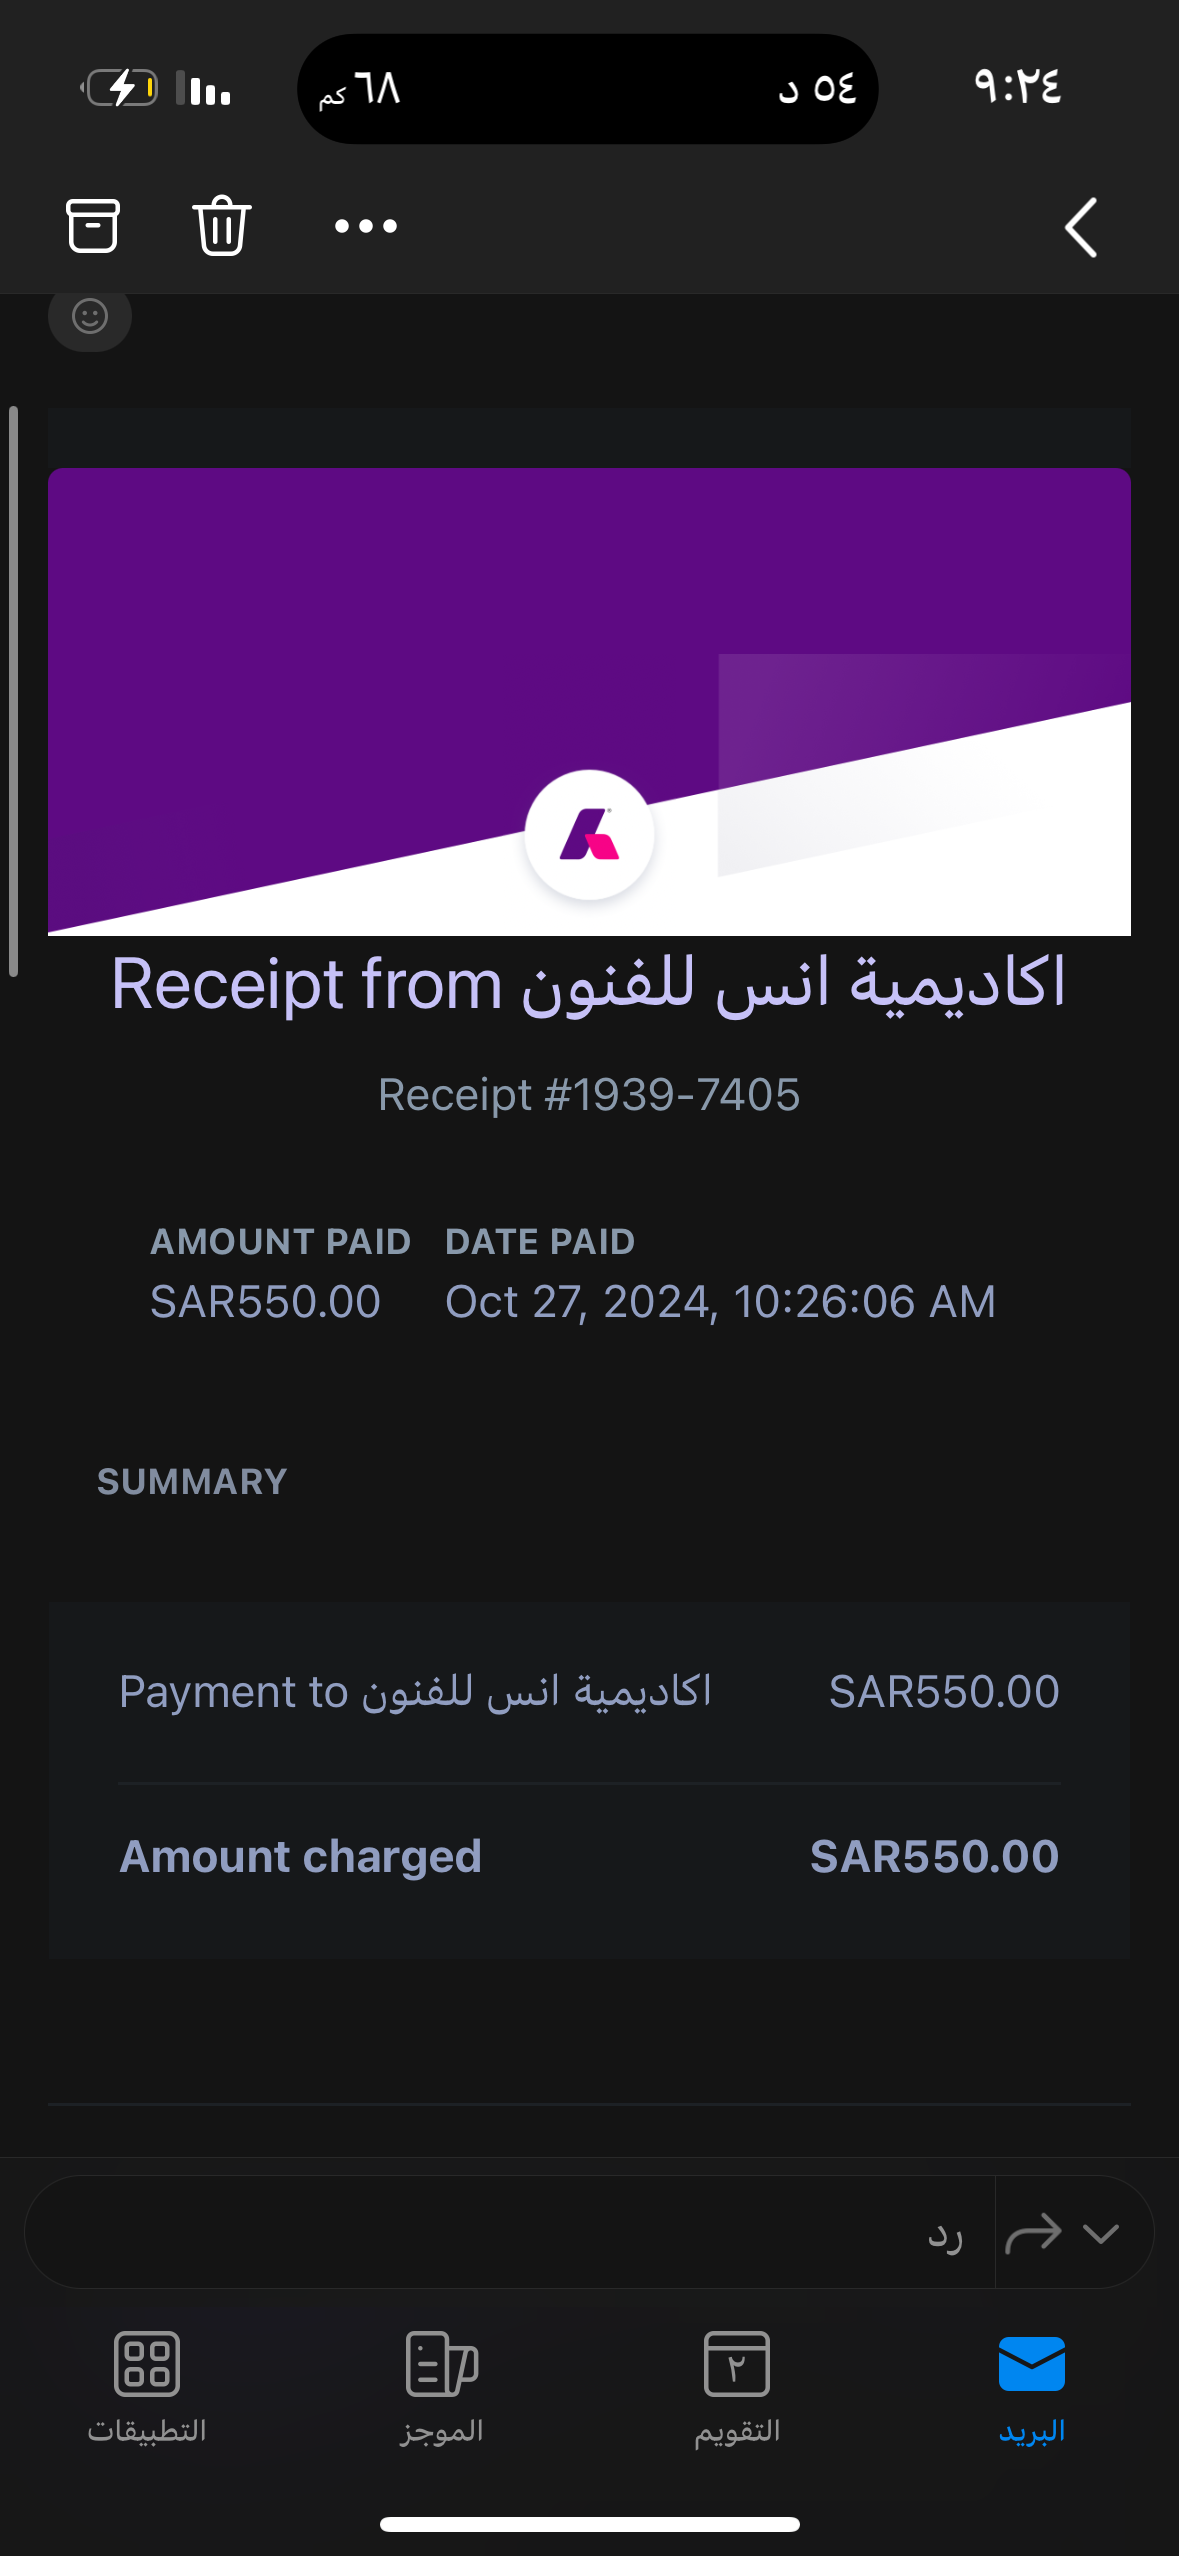 ٩:٢٤
٥٤ د
٦٨ كم
Receipt from اكاديمية انس للفنون
Receipt #1939-7405
AMOUNT PAID DATE PAID
SAR550.00 Oct 27, 2024, 10:26:06 AM
SUMMARY
Payment to اكاديمية انس للفنون SAR550.00
Amount charged SAR550.00
رد
٢
البريد التقويم الموجز التطبيقات